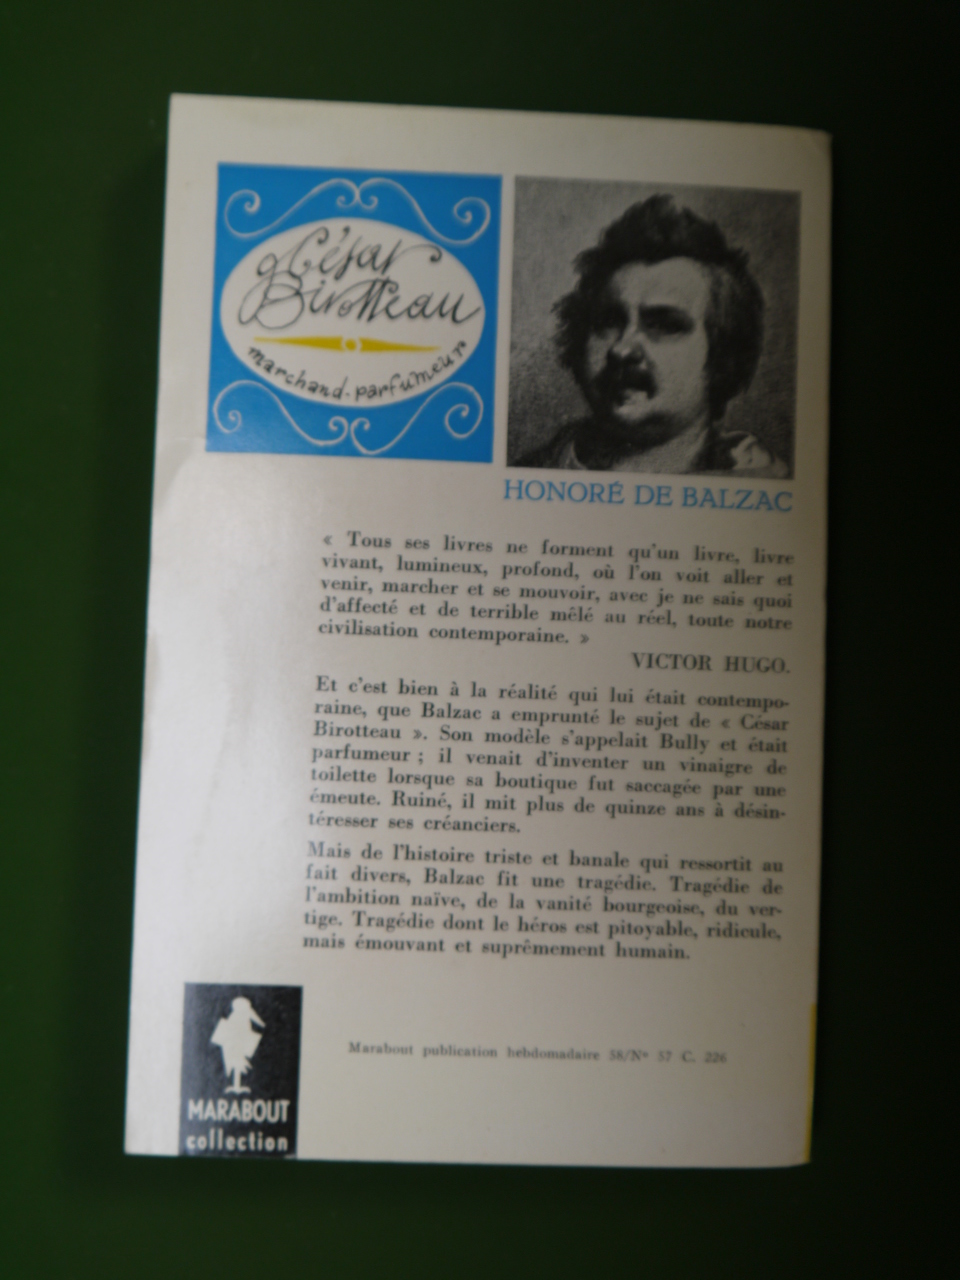 César
Birotteau
marchand-parfumeur
HONORÉ DE BALZAC
« Tous ses livres ne forment qu'un livre, livre
vivant, lumineux, profond, où l'on voit aller et
venir, marcher et se mouvoir, avec je ne sais quoi
d'affecté et de terrible mêlé au réel, toute notre
civilisation contemporaine. »
VICTOR HUGO.
Et c'est bien à la réalité qui lui était contempo-
raine, que Balzac a emprunté le sujet de « César
Birotteau ». Son modèle s'appelait Bully et était
parfumeur ; il venait d'inventer un vinaigre de
toilette lorsque sa boutique fut saccagée par une
émeute. Ruiné, il mit plus de quinze ans à désin-
téresser ses créanciers.
Mais de l'histoire triste et banale qui ressortit au
fait divers, Balzac fit une tragédie. Tragédie de
l'ambition naïve, de la vanité bourgeoise, du ver-
tige. Tragédie dont le héros est pitoyable, ridicule,
mais émouvant et suprêmement humain.
Marabout publication hebdomadaire 58/N° 57 C. 226
MARABOUT
collection